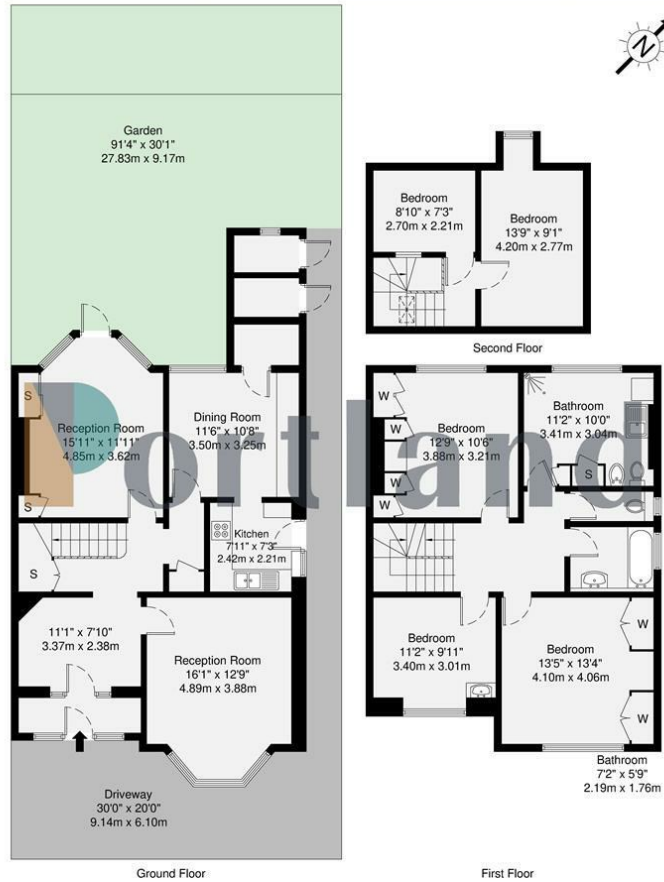 N
Garden
91'4" x 30'1"
27.83m x 9.17m
Bedroom
8'10" x 7'3"
2.70m x 2.21m
Bedroom
13'9" x 9'1"
4.20m x 2.77m
Second Floor
S
Reception Room
15'11" x 11'11"
4.85m x 3.62m
S
Dining Room
11'6" x 10'8"
3.50m x 3.25m
Kitchen
7'11" x 7'3"
2.42m x 2.21m
S
11'1" x 7'10"
3.37m x 2.38m
Reception Room
16'1" x 12'9"
4.89m x 3.88m
Driveway
30'0" x 20'0"
9.14m x 6.10m
Ground Floor
W
W
W
W
Bedroom
12'9" x 10'6"
3.88m x 3.21m
Bathroom
11'2" x 10'0"
3.41m x 3.04m
S
Bedroom
11'2" x 9'11"
3.40m x 3.01m
Bedroom
13'5" x 13'4"
4.10m x 4.06m
W
W
Bathroom
7'2" x 5'9"
2.19m x 1.76m
First Floor
Portland